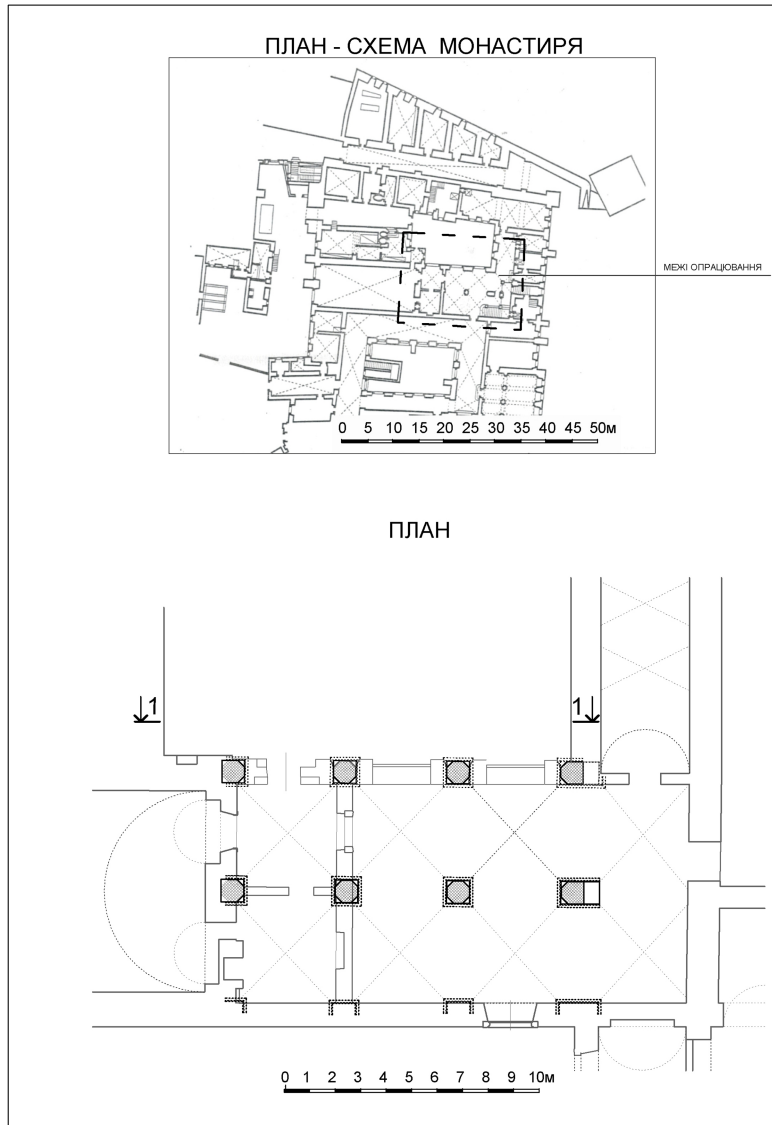 ПЛАН - СХЕМА МОНАСТИРЯ
МЕЖІ ОПРАЦЮВАННЯ
0 5 10 15 20 25 30 35 40 45 50м
ПЛАН
1 1
0 1 2 3 4 5 6 7 8 9 10м